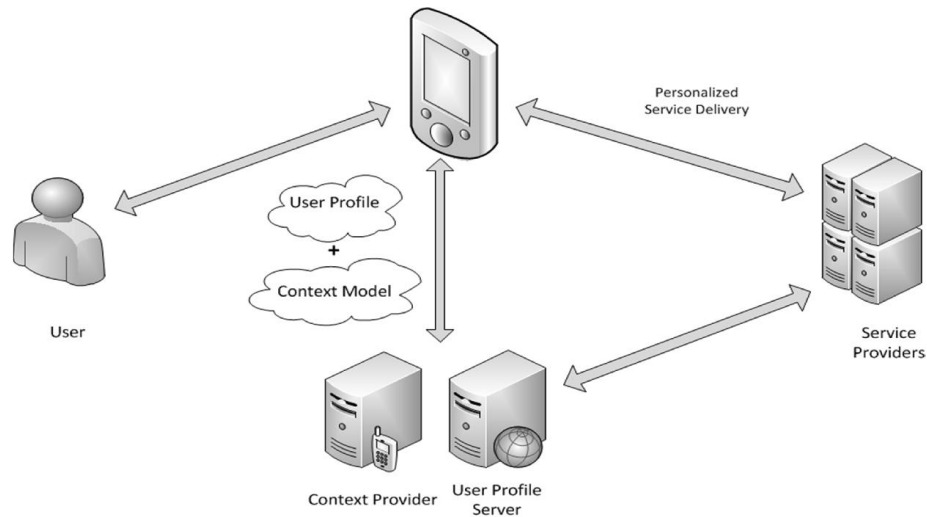 Personalized
Service Delivery
User Profile
+
Context Model
User
Service
Providers
Context Provider
User Profile
Server